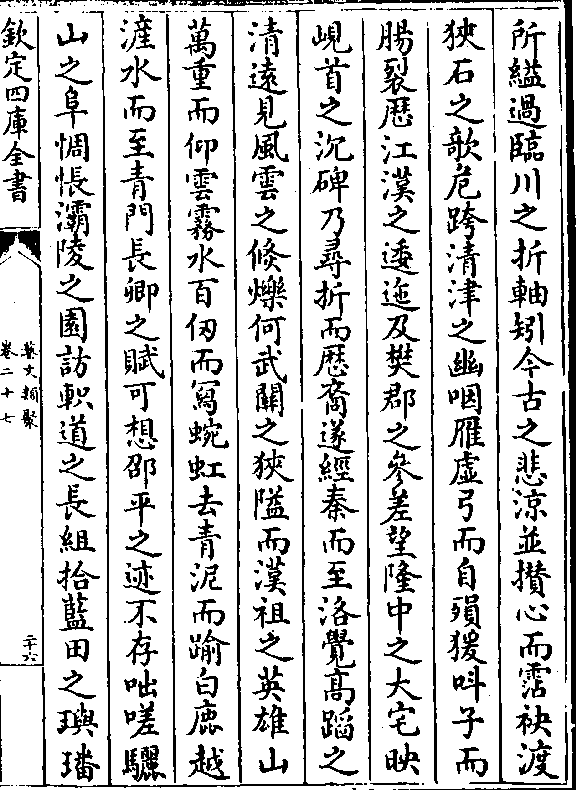 所縊過臨川之折軸矧今古之悲涼並攅心而霑袂渡
狹石之欹危跨清津之幽咽雁虛弓而自殞猨叫子而
腸裂歴江漢之逶迤及樊郡之參差望隆中之大宅映
峴首之沉碑乃尋折而歴裔遂經秦而至洛覺高蹈之
清逺見風雲之倐爍何武關之狹隘而漢祖之英雄山
萬重而仰雲霧水百仭而寫蜿虹去青泥而踰白鹿越
滻水而至青門長卿之賦可想邵平之迹不存咄嗟驪
山之阜惆悵灞陵之園訪軹道之長組拾藍田之璵璠
欽定四庫全書
藝文類聚
卷二十七
二十六